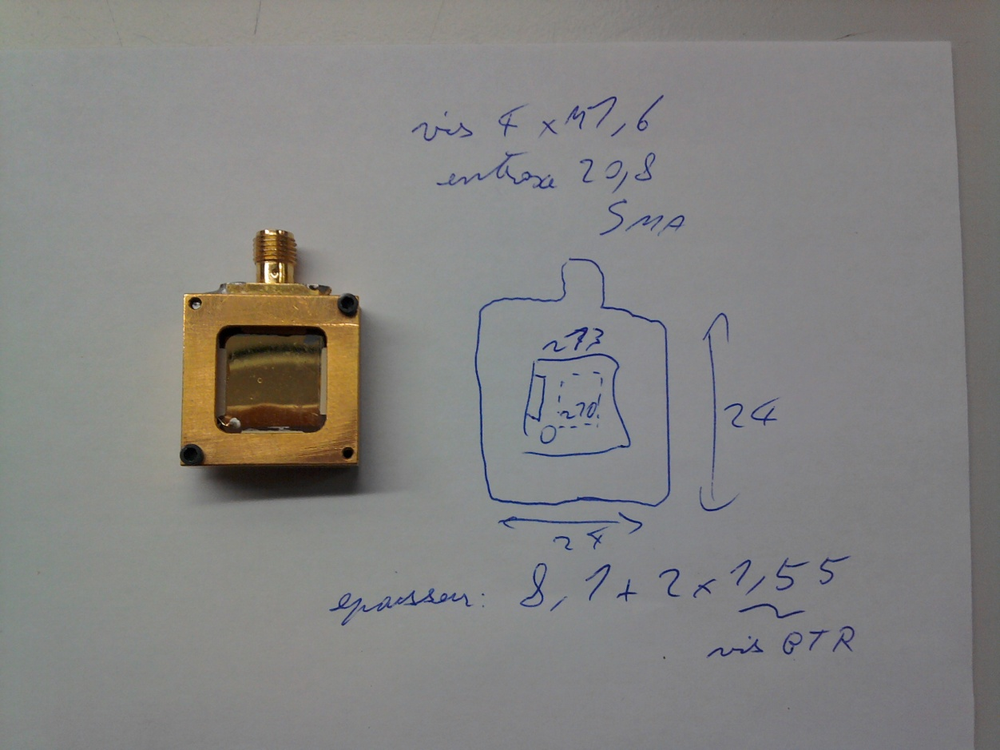 vis 4 x M1,6
entraxe 20,8
SMA
~13
~10
24
24
epaisseur: 8,1 + 2 x 1,55
vis BTR